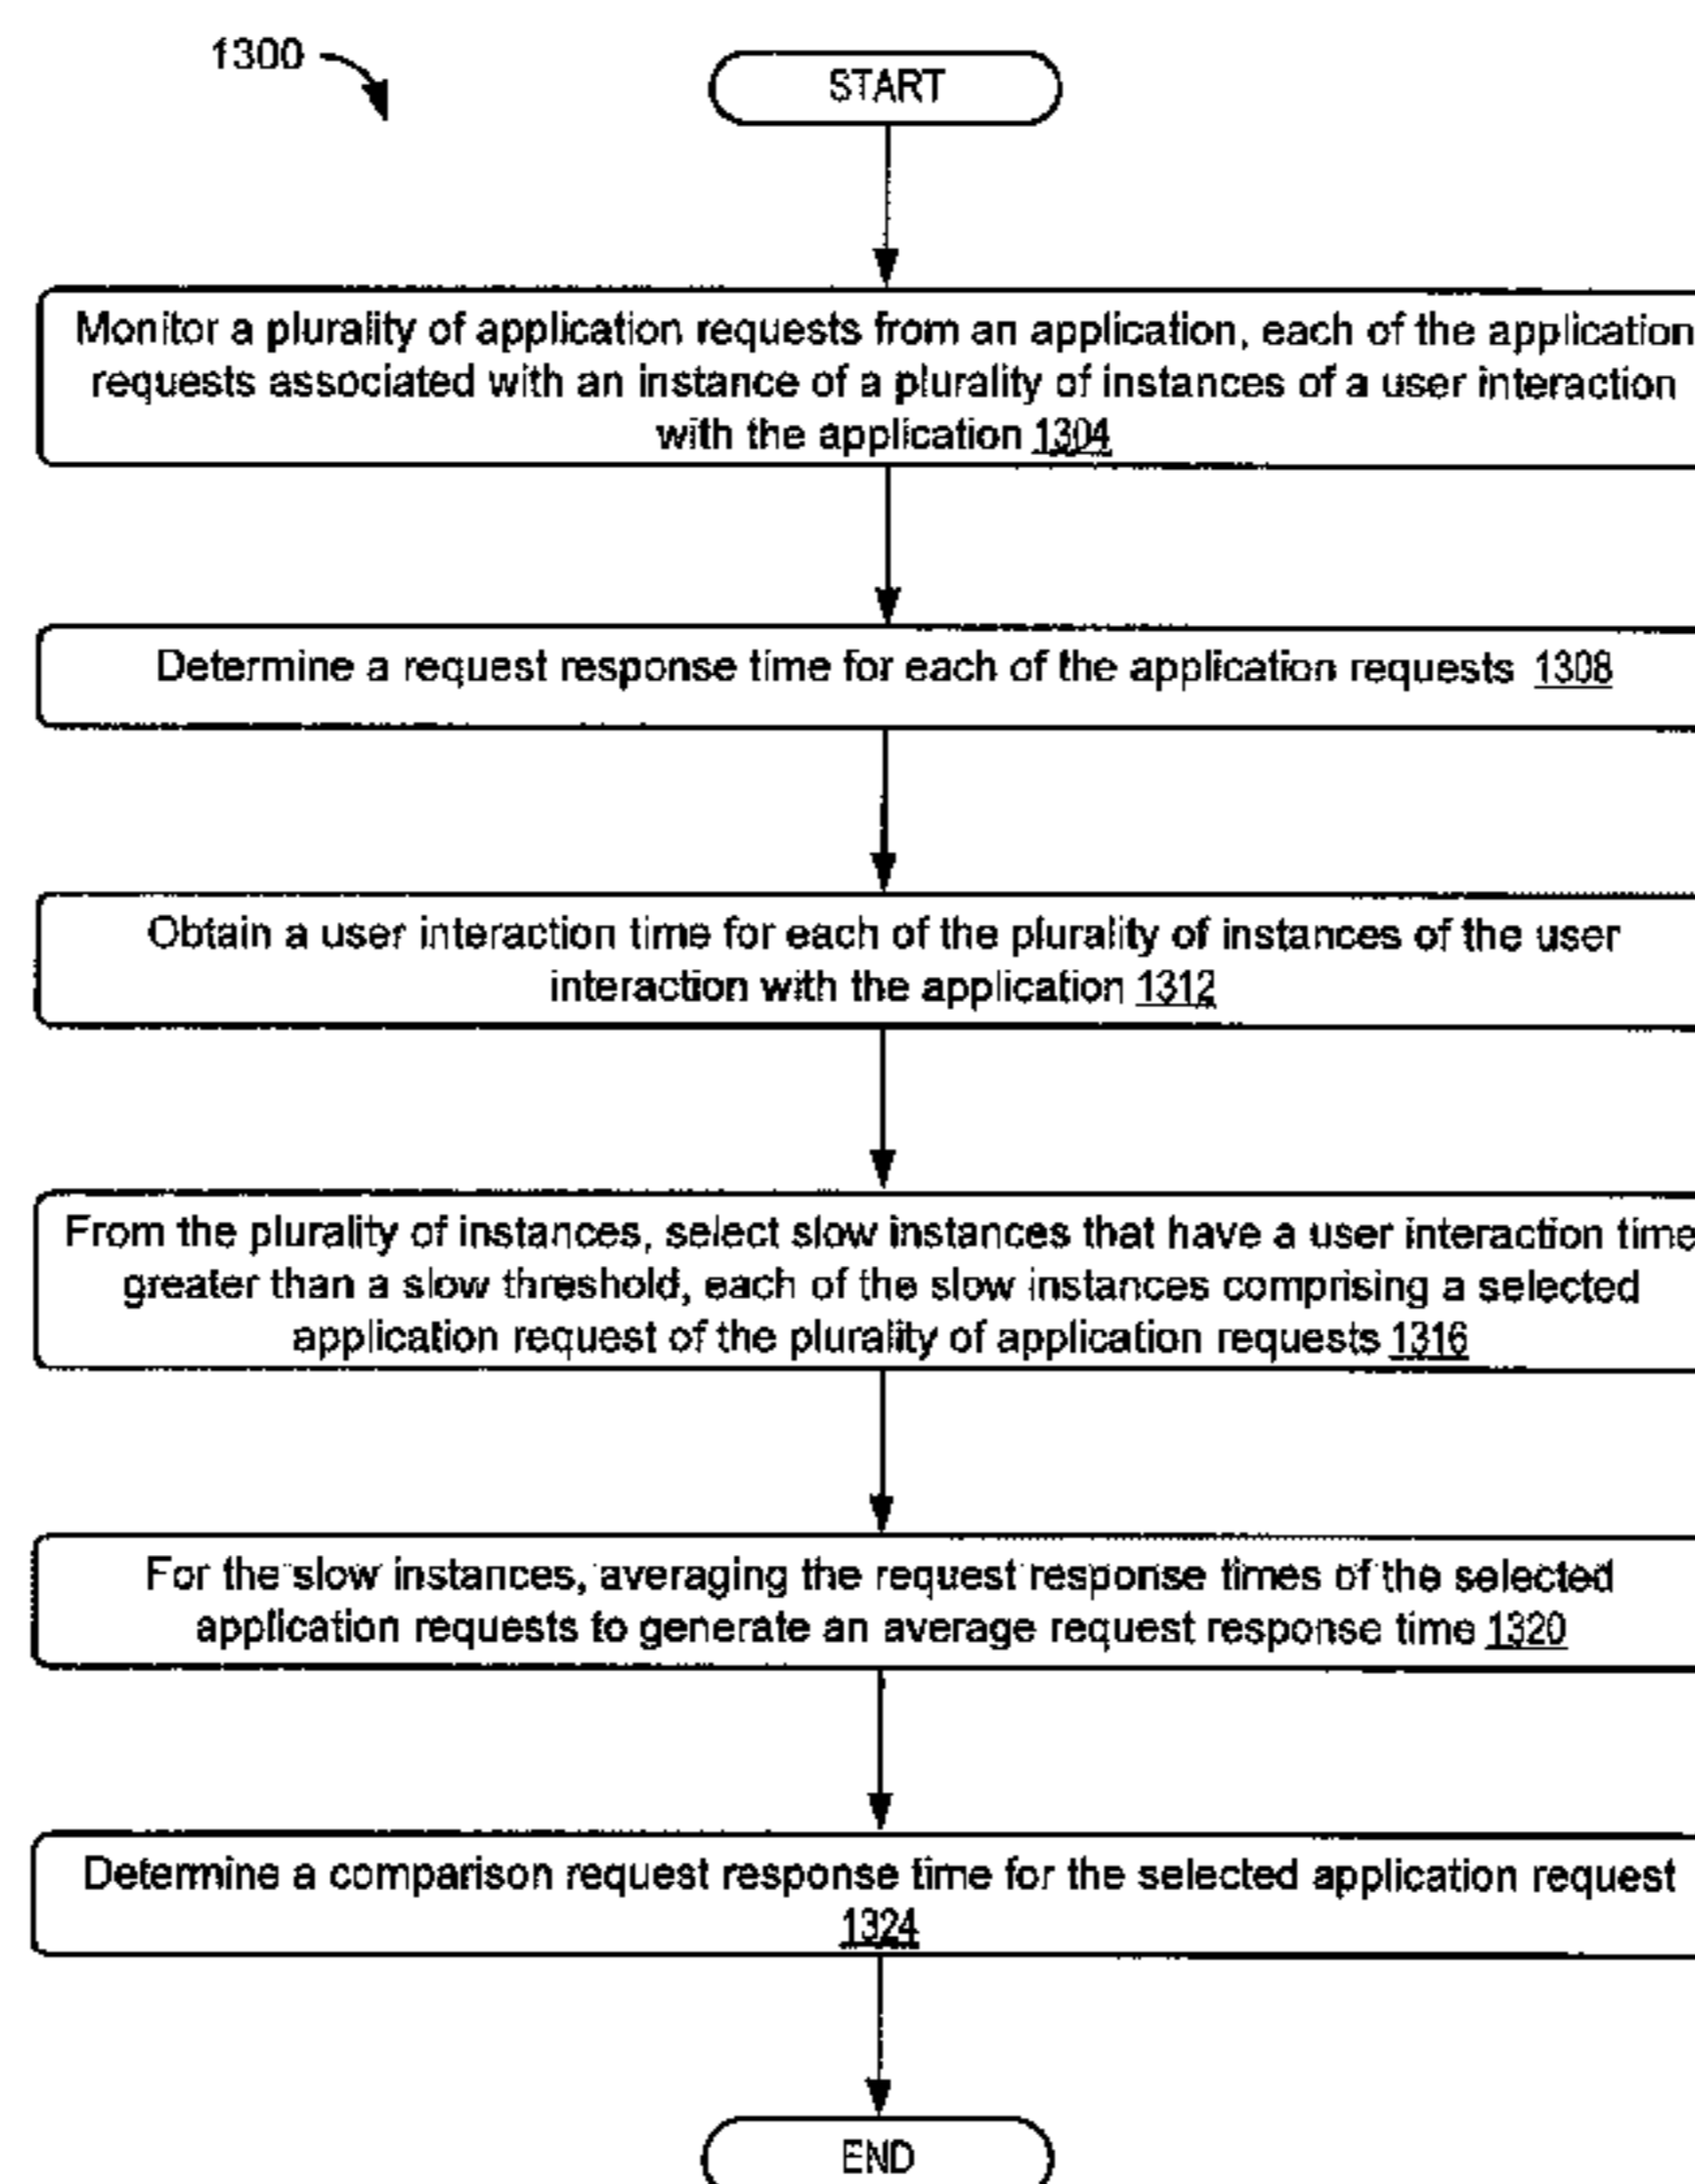 1300
START
Monitor a plurality of application requests from an application, each of the application
requests associated with an instance of a plurality of instances of a user interaction
with the application 1304
Determine a request response time for each of the application requests 1308
Obtain a user interaction time for each of the plurality of instances of the user
interaction with the application 1312
From the plurality of instances, select slow instances that have a user interaction time
greater than a slow threshold, each of the slow instances comprising a selected
application request of the plurality of application requests 1316
For the slow instances, averaging the request response times of the selected
application requests to generate an average request response time 1320
Determine a comparison request response time for the selected application request
1324
END